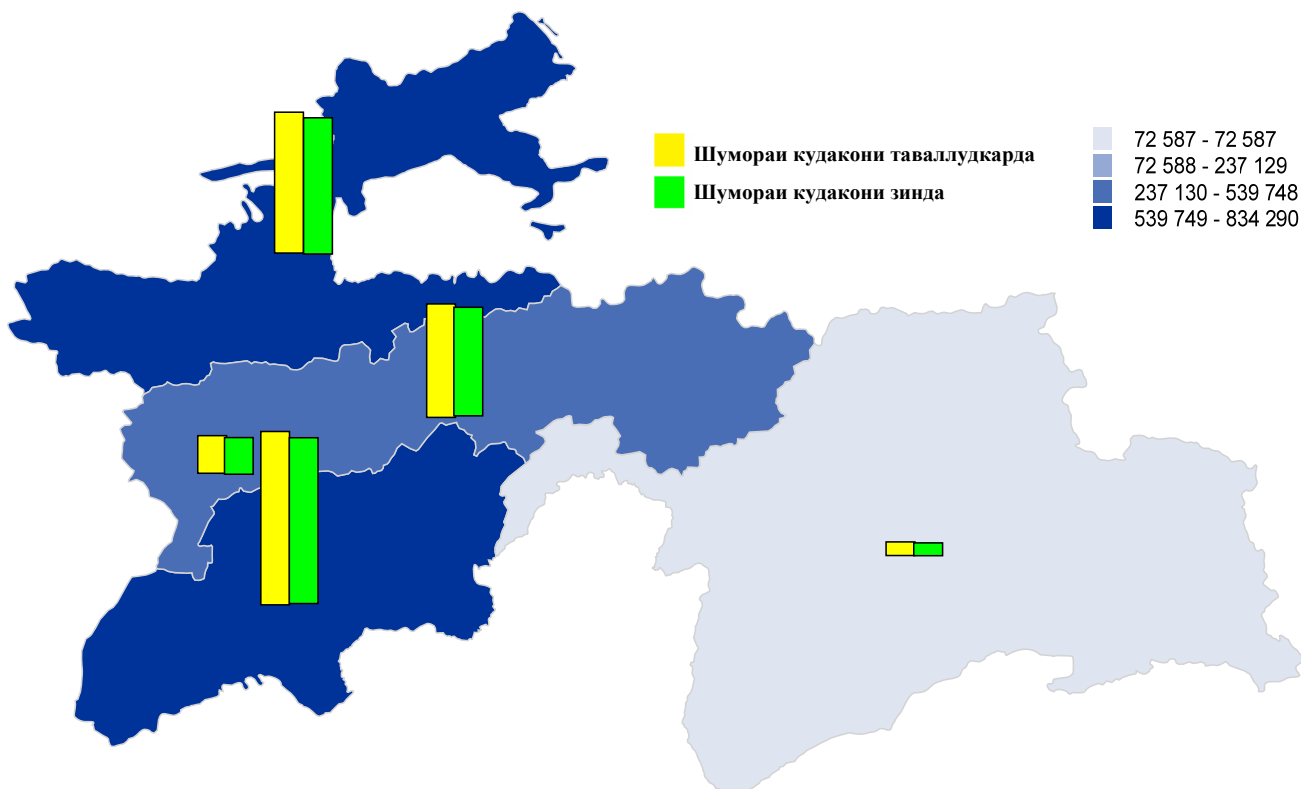 Шумораи кудакони таваллудкарда
Шумораи кудакони зинда
72 587 - 72 587
72 588 - 237 129
237 130 - 539 748
539 749 - 834 290